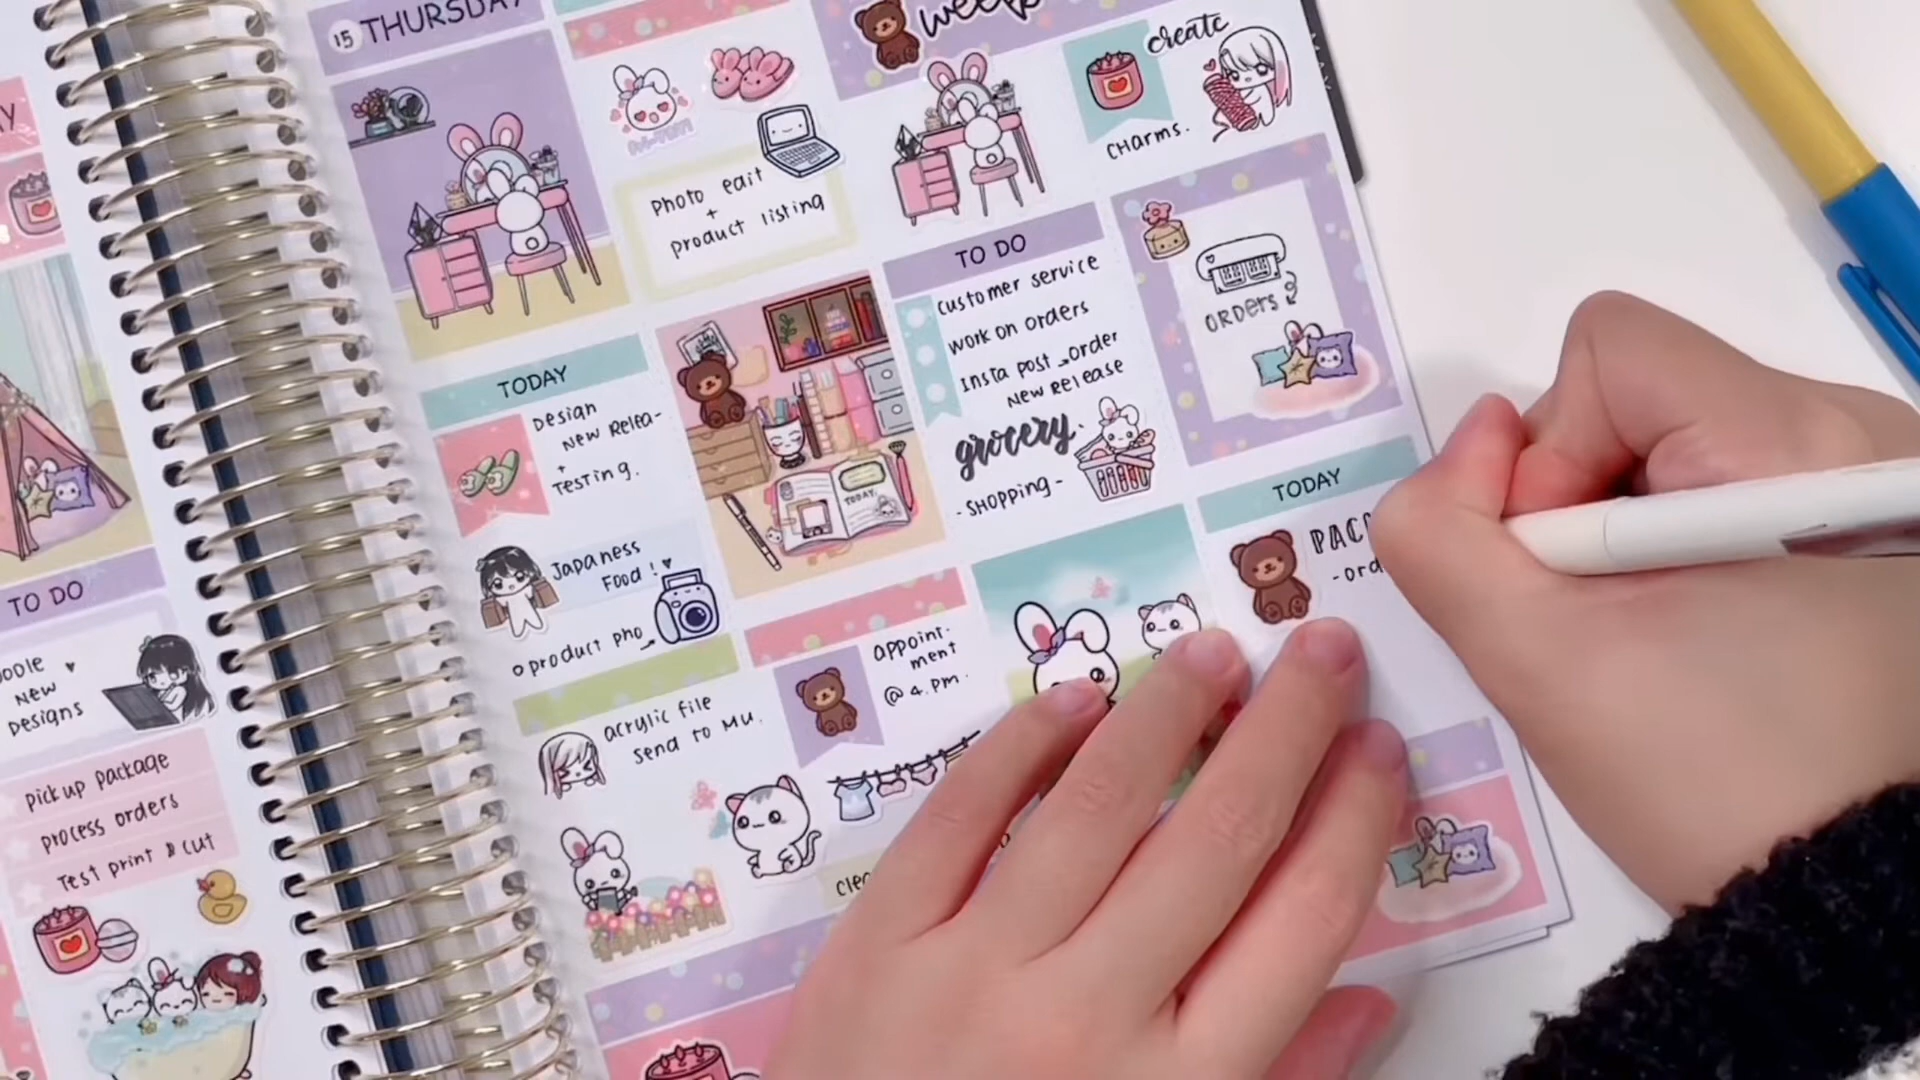 TO DO
NEW
Designs
pick up package
process orders
Test print & cut
15 THURSDAY
TODAY
Design
New Relea-
+
Testing.
Japaness
Food !
product pho
acrylic file
send to MU.
Photo edit
+
product listing
TODAY
appoint-
ment
@ 4.pm.
create
charms.
TO DO
customer service
work on orders
Insta post → order
New Release
grocery.
- shopping -
ORDERS
TODAY